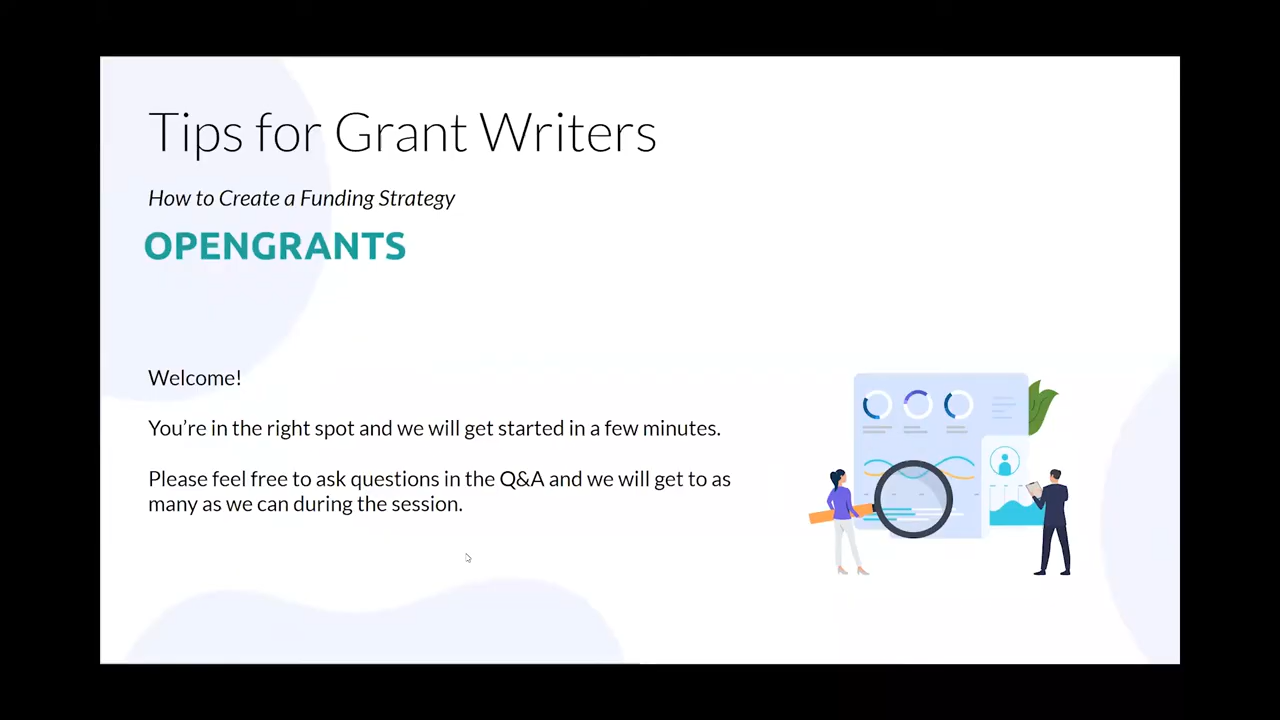 Tips for Grant Writers
How to Create a Funding Strategy
OPENGRANTS
Welcome!
You’re in the right spot and we will get started in a few minutes.
Please feel free to ask questions in the Q&A and we will get to as
many as we can during the session.